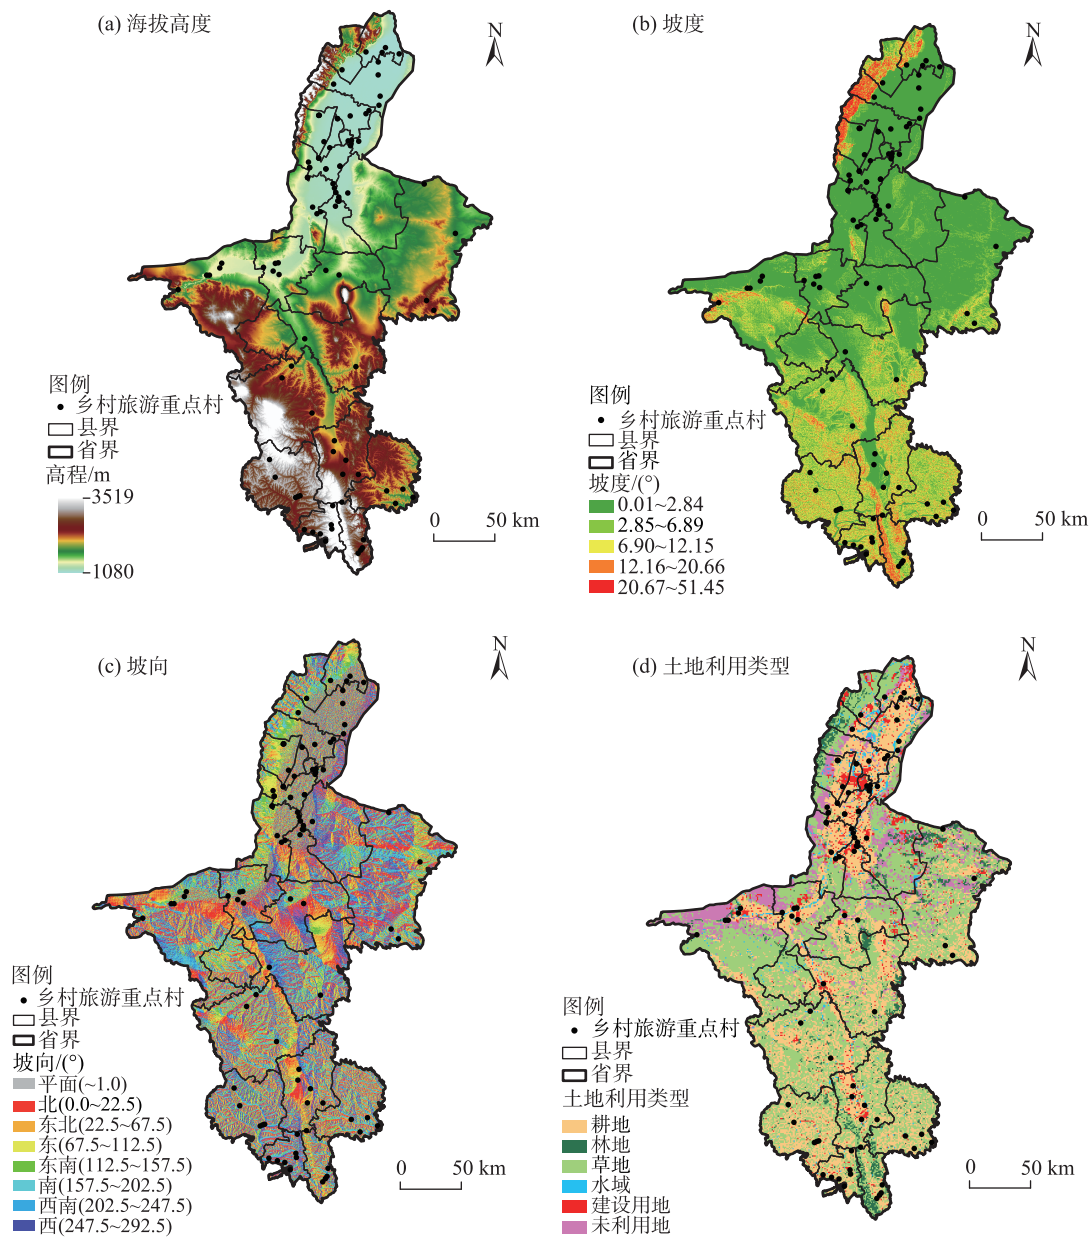 (a) 海拔高度
N
图例
乡村旅游重点村
县界
省界
高程/m
3519
1080
0 50 km
(b) 坡度
N
图例
乡村旅游重点村
县界
省界
坡度/(°)
0.01~2.84
2.85~6.89
6.90~12.15
12.16~20.66
20.67~51.45
0 50 km
(c) 坡向
N
图例
乡村旅游重点村
县界
省界
坡向/(°)
平面(~1.0)
北(0.0~22.5)
东北(22.5~67.5)
东(67.5~112.5)
东南(112.5~157.5)
南(157.5~202.5)
西南(202.5~247.5)
西(247.5~292.5)
0 50 km
(d) 土地利用类型
N
图例
乡村旅游重点村
县界
省界
土地利用类型
耕地
林地
草地
水域
建设用地
未利用地
0 50 km